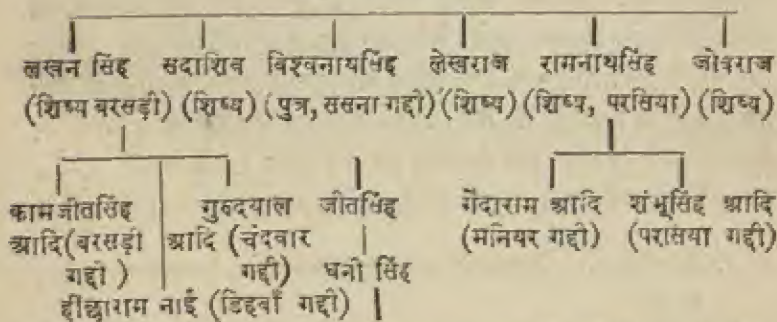 लखन सिंह सदाशिव विश्वनाथसिंह लेखराज रामनाथसिंह जोधराज
(शिष्य बरसड़ी) (शिष्य) (पुत्र, ससना गद्दी) (शिष्य) (शिष्य, परसिया) (शिष्य)
कामजीतसिंह गुरुदयाल जीतसिंह गेंदाराम आदि शंभूसिंह आदि
आदि (बरसड़ी आदि (चंदवार (मनियर गद्दी) (परसिया गद्दी)
गद्दी) गद्दी) धनी सिंह
हींछाराम नाई (डिहवाँ गद्दी)